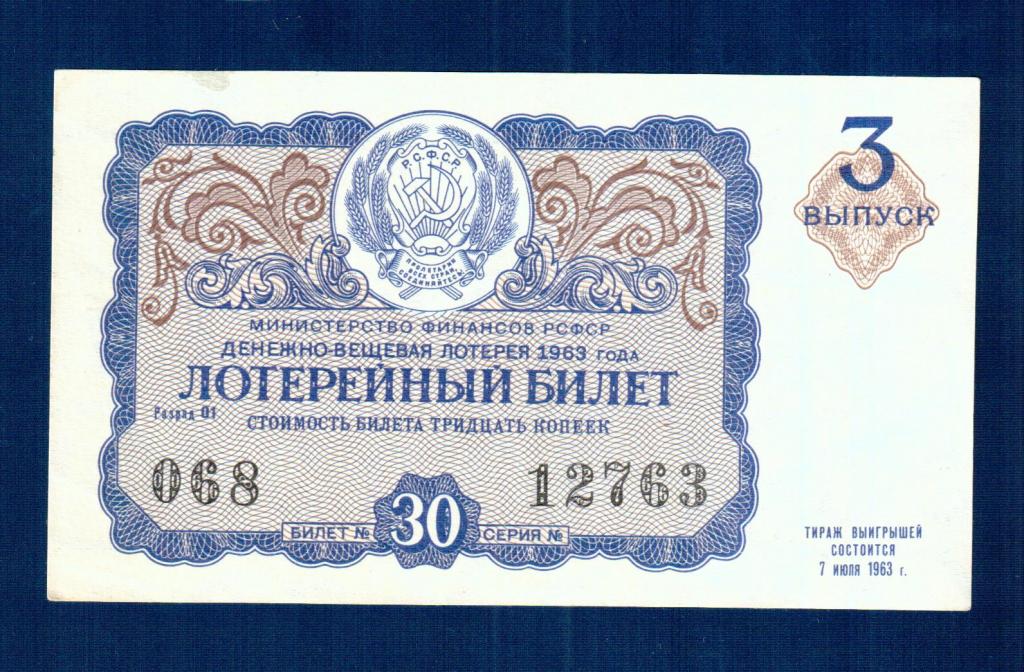 3
ВЫПУСК
Р.С.Ф.С.Р.
ПРОЛЕТАРИИ
ВСЕХ СТРАН,
СОЕДИНЯЙТЕСЬ!
МИНИСТЕРСТВО ФИНАНСОВ РСФСР
ДЕНЕЖНО-ВЕЩЕВАЯ ЛОТЕРЕЯ 1963 ГОДА
ЛОТЕРЕЙНЫЙ БИЛЕТ
Разряд 01
СТОИМОСТЬ БИЛЕТА ТРИДЦАТЬ КОПЕЕК
068 12763
БИЛЕТ № 30 СЕРИЯ №
ТИРАЖ ВЫИГРЫШЕЙ
СОСТОИТСЯ
7 ИЮЛЯ 1963 г.